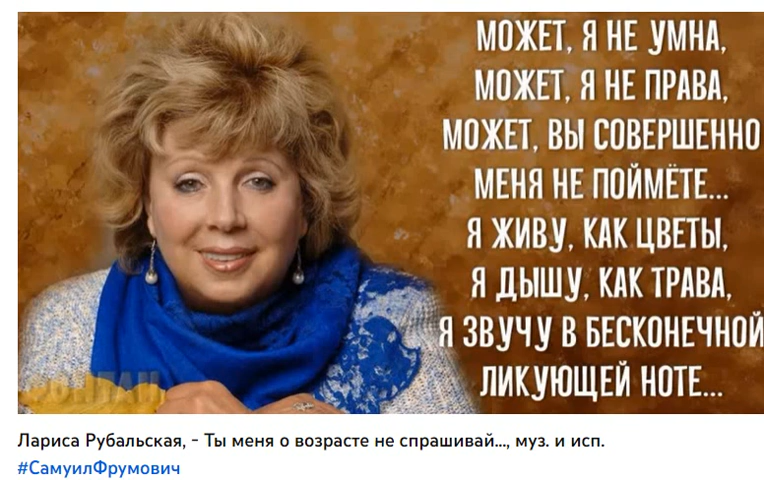 МОЖЕТ, Я НЕ УМНА,
МОЖЕТ, Я НЕ ПРАВА,
МОЖЕТ, ВЫ СОВЕРШЕННО
МЕНЯ НЕ ПОЙМЁТЕ...
Я ЖИВУ, КАК ЦВЕТЫ,
Я ДЫШУ, КАК ТРАВА,
Я ЗВУЧУ В БЕСКОНЕЧНОЙ
ЛИКУЮЩЕЙ НОТЕ...
Лариса Рубальская, - Ты меня о возрасте не спрашивай..., муз. и исп.
#СамуилФрумович